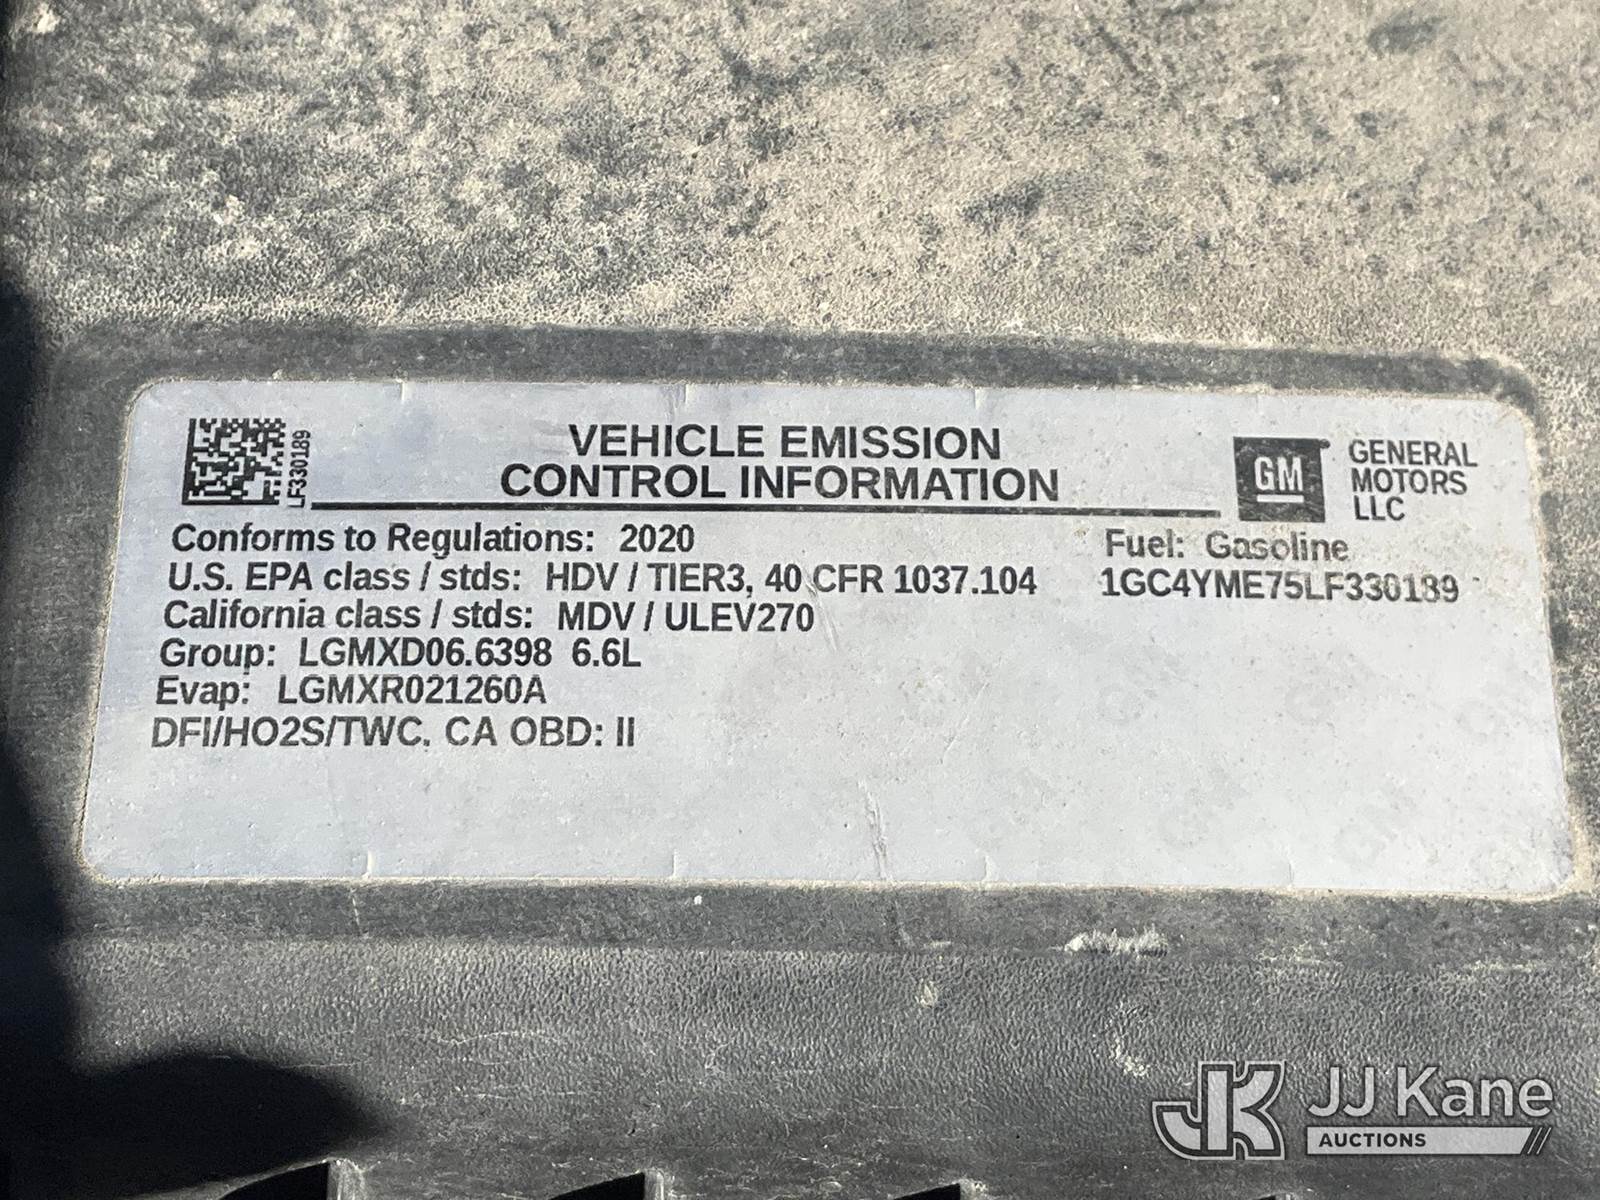 LF330189
VEHICLE EMISSION
CONTROL INFORMATION
GM
GENERAL
MOTORS
LLC
Conforms to Regulations: 2020
Fuel: Gasoline
U.S. EPA class / stds: HDV / TIER3, 40 CFR 1037.104
1GC4YME75LF330189
California class / stds: MDV / ULEV270
Group: LGMXD06.6398 6.6L
Evap: LGMXR021260A
DFI/HO2S/TWC, CA OBD: II
JK
JJ Kane
AUCTIONS